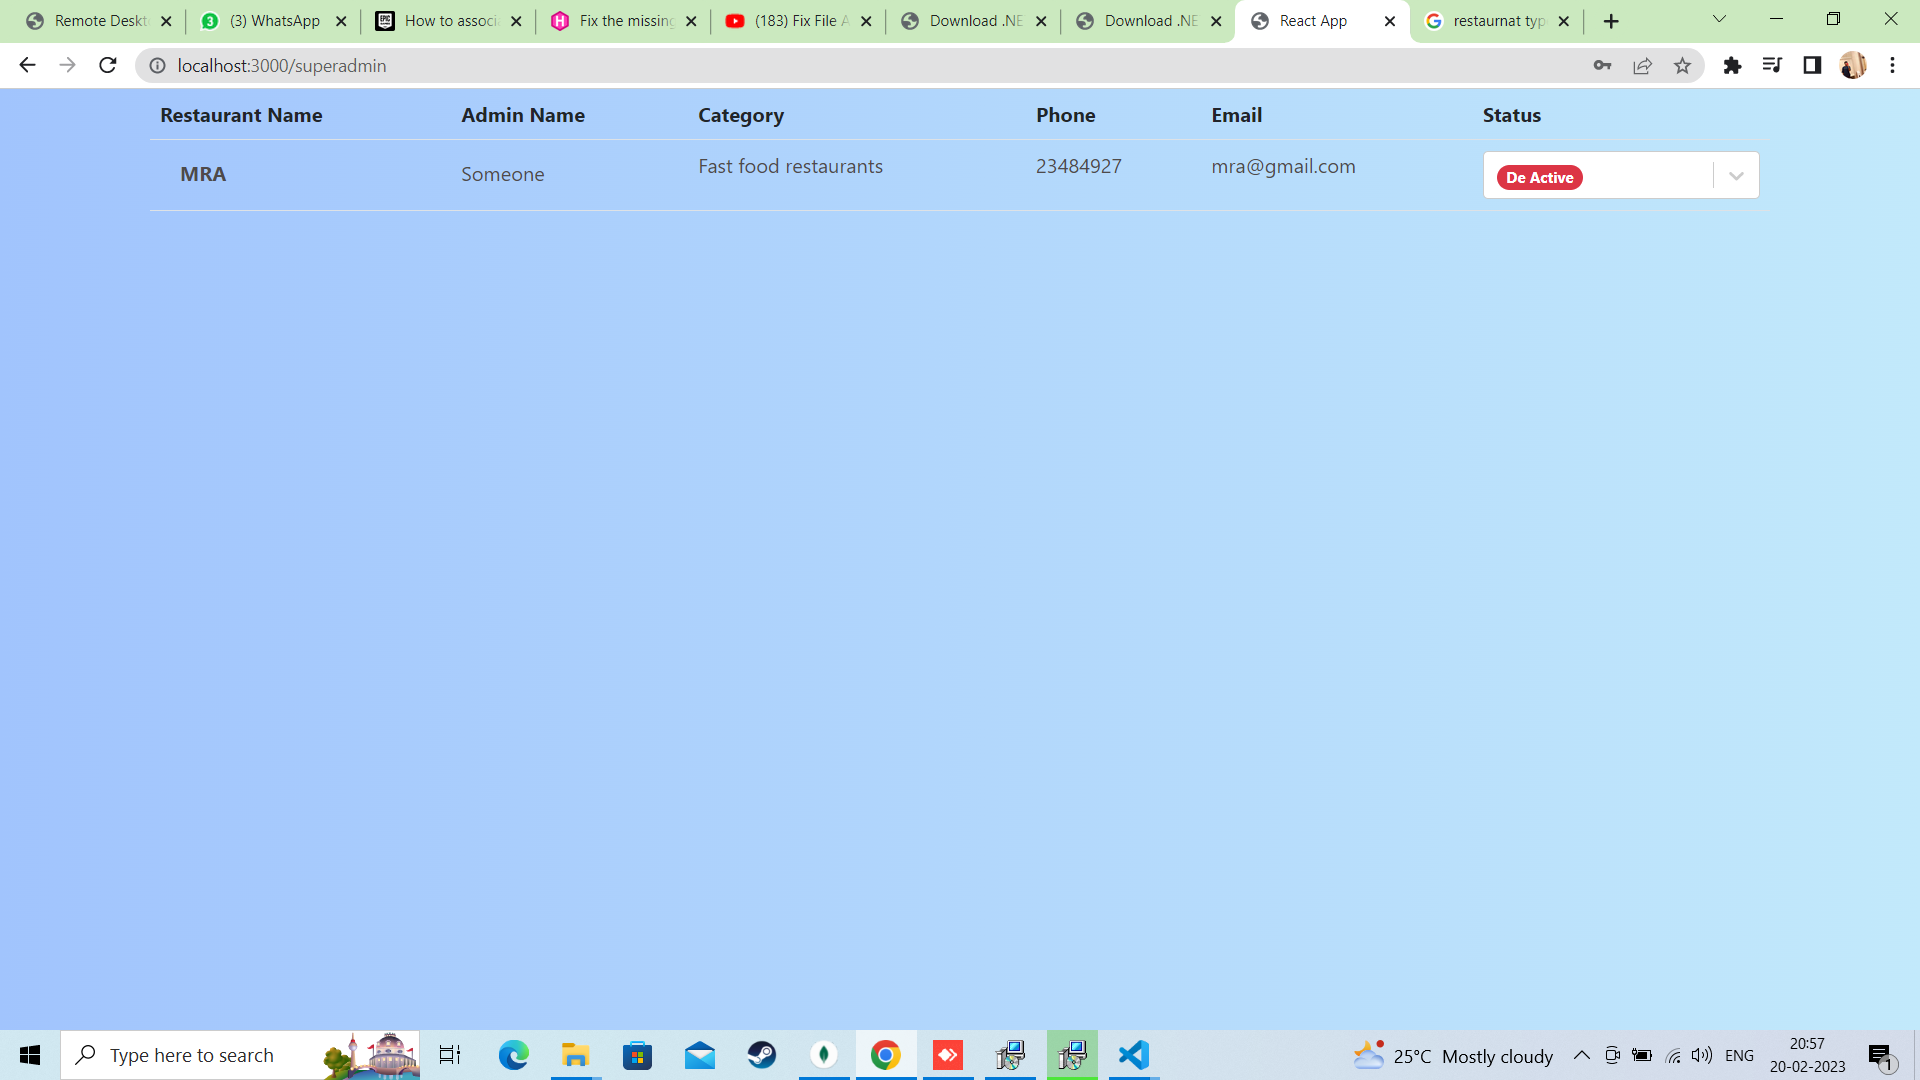 Remote Deskt
(3) WhatsApp
How to associ
Fix the missing
(183) Fix File A
Download .NE
Download .NE
React App
restaurnat typ
localhost:3000/superadmin
Restaurant Name Admin Name Category Phone Email Status
MRA Someone Fast food restaurants 23484927 mra@gmail.com De Active
Type here to search
25°C Mostly cloudy
ENG
20:57
20-02-2023
1